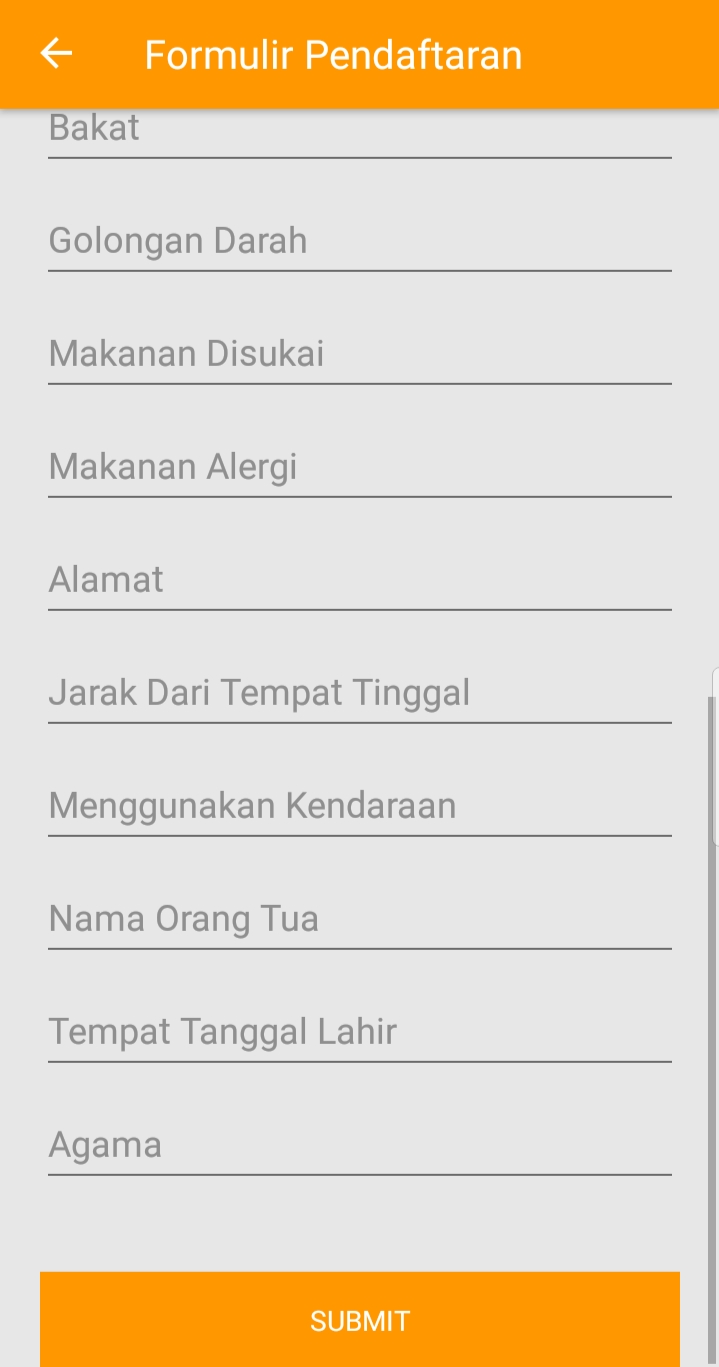 Formulir Pendaftaran
Bakat
Golongan Darah
Makanan Disukai
Makanan Alergi
Alamat
Jarak Dari Tempat Tinggal
Menggunakan Kendaraan
Nama Orang Tua
Tempat Tanggal Lahir
Agama
SUBMIT